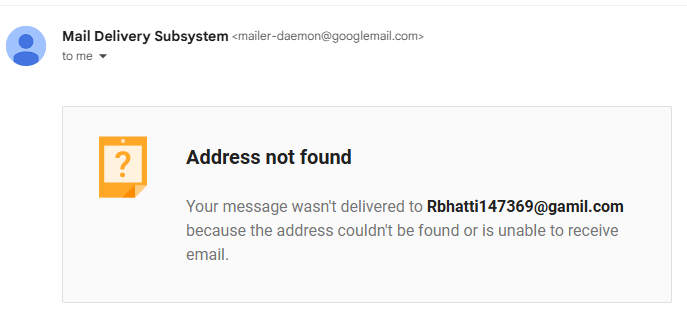 Mail Delivery Subsystem <mailer-daemon@googlemail.com>
to me
?
Address not found
Your message wasn't delivered to Rbhatti147369@gamil.com
because the address couldn't be found or is unable to receive
email.